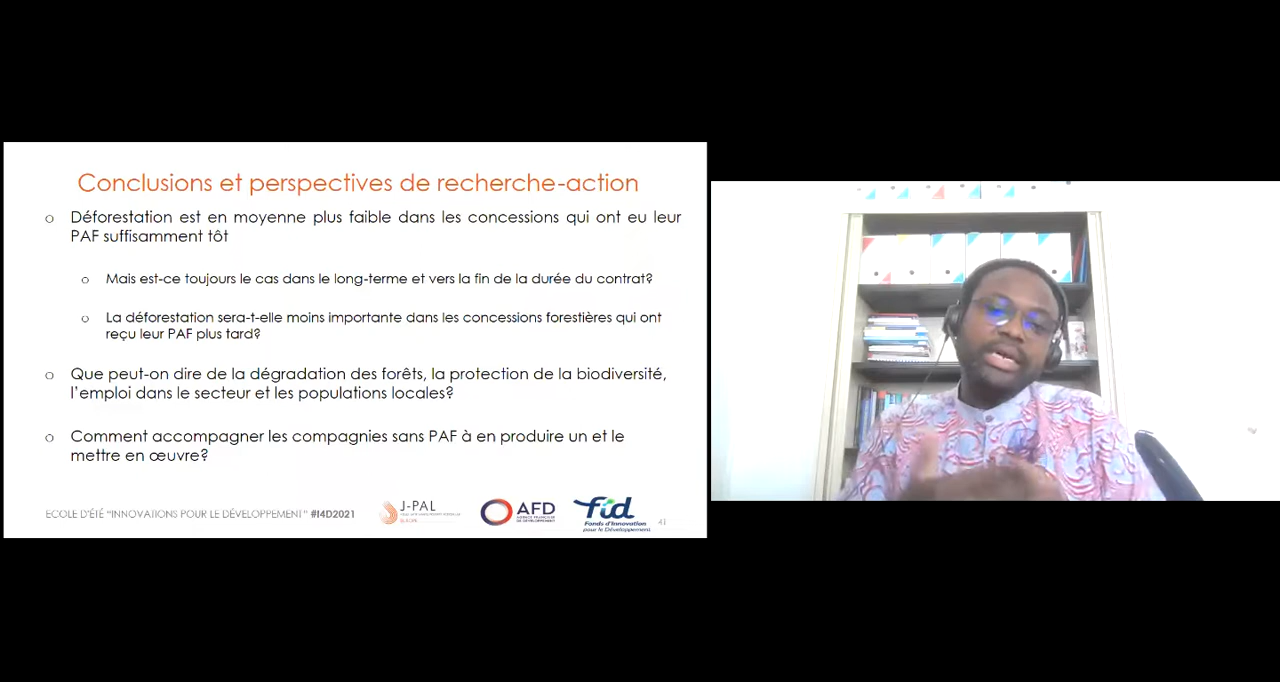 Conclusions et perspectives de recherche-action
o Déforestation est en moyenne plus faible dans les concessions qui ont eu leur
PAF suffisamment tôt
o Mais est-ce toujours le cas dans le long-terme et vers la fin de la durée du contrat?
o La déforestation sera-t-elle moins importante dans les concessions forestières qui ont
reçu leur PAF plus tard?
o Que peut-on dire de la dégradation des forêts, la protection de la biodiversité,
l'emploi dans le secteur et les populations locales?
o Comment accompagner les compagnies sans PAF à en produire un et le
mettre en œuvre?
ECOLE D'ÉTÉ "INNOVATIONS POUR LE DÉVELOPPEMENT" #I4D2021
J-PAL
AFD
AGENCE FRANÇAISE
DE DÉVELOPPEMENT
fid
Fonds d'Innovation
pour le Développement
41